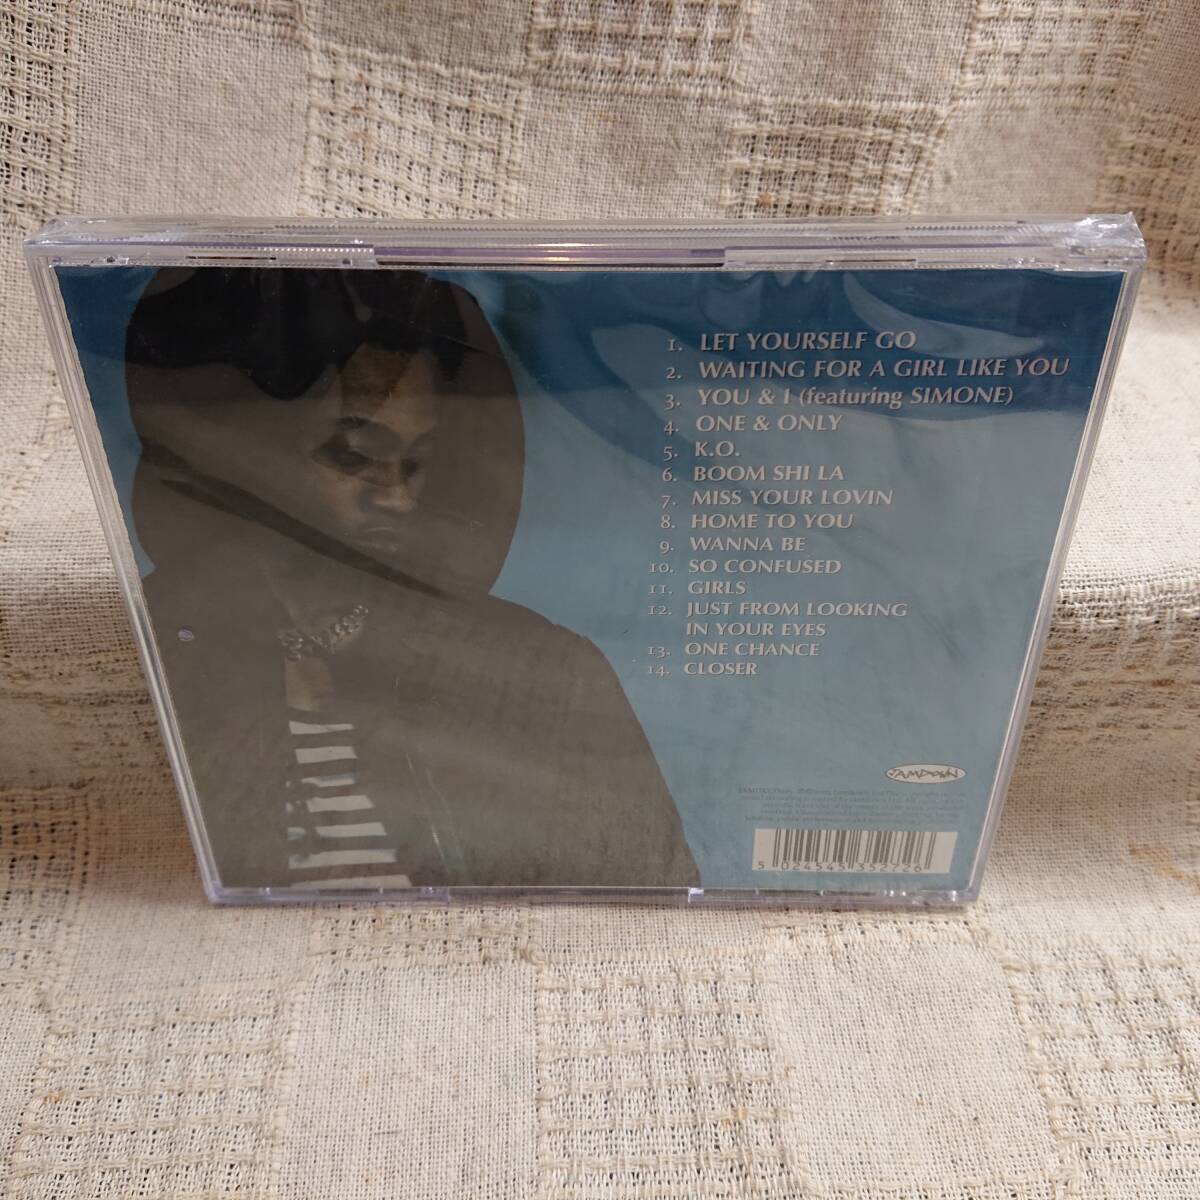 1. LET YOURSELF GO
2. WAITING FOR A GIRL LIKE YOU
3. YOU & I (featuring SIMONE)
4. ONE & ONLY
5. K.O.
6. BOOM SHI LA
7. MISS YOUR LOVIN
8. HOME TO YOU
9. WANNA BE
10. SO CONFUSED
11. GIRLS
12. JUST FROM LOOKING
IN YOUR EYES
13. ONE CHANCE
14. CLOSER
JAMDOWN